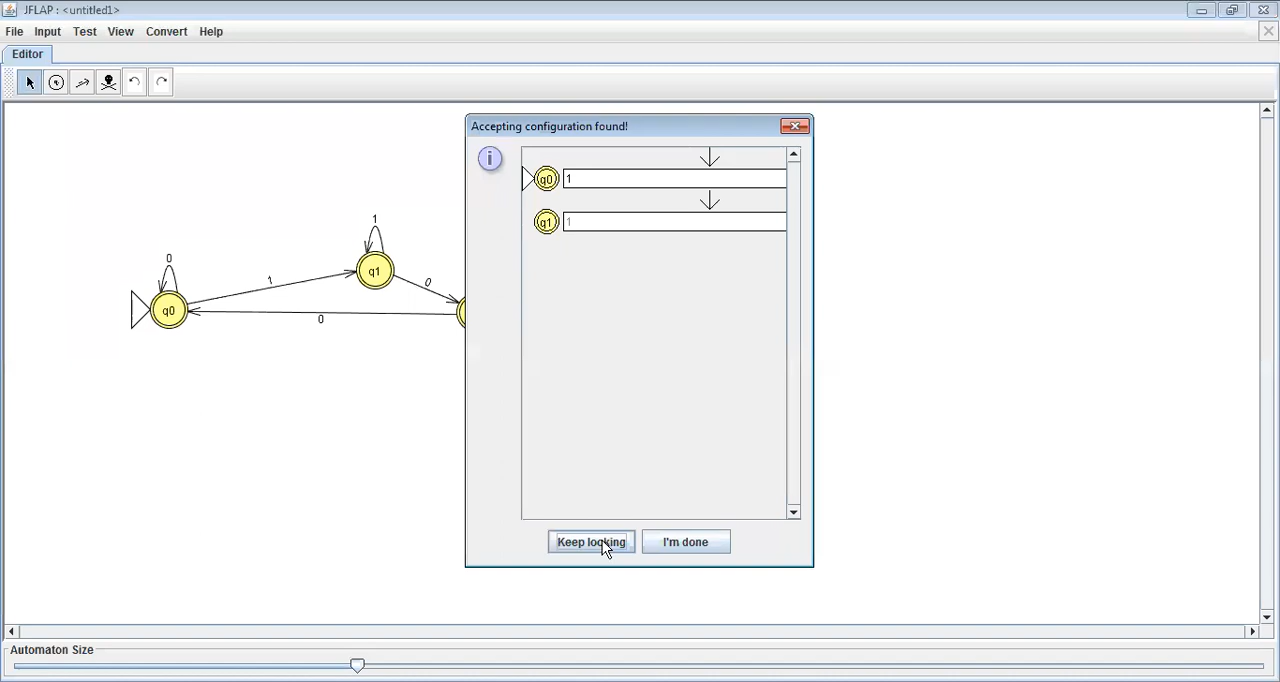 JFLAP : <untitled1>
File Input Test View Convert Help
Editor
Accepting configuration found!
i
q0 1
q1 1
1
0
q1
1
0
q0
0
Keep looking I'm done
Automaton Size